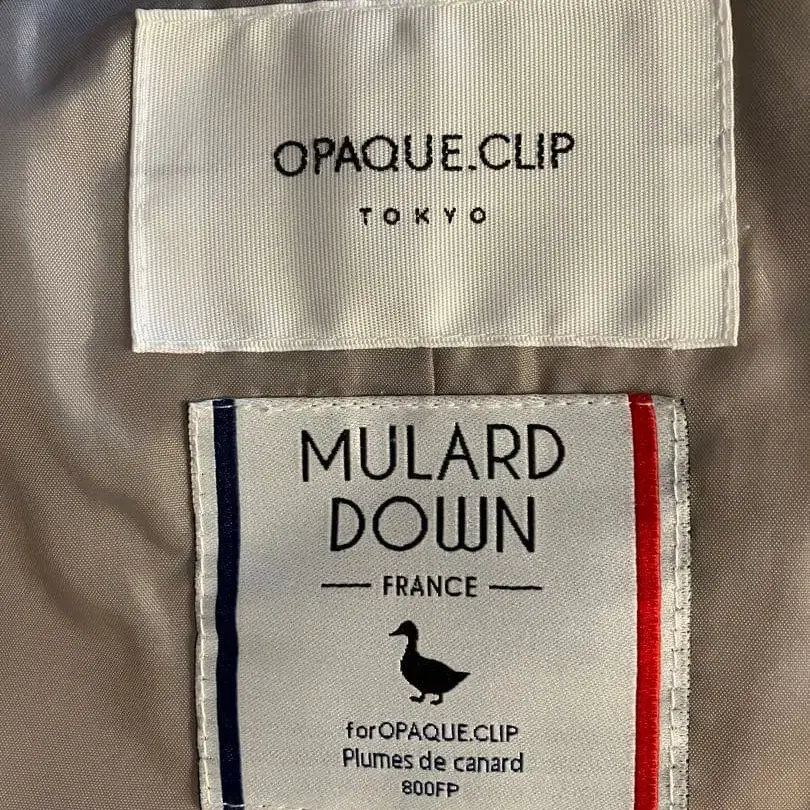 OPAQUE.CLIP
TOKYO
MULARD
DOWN
FRANCE
forOPAQUE.CLIP
Plumes de canard
800FP